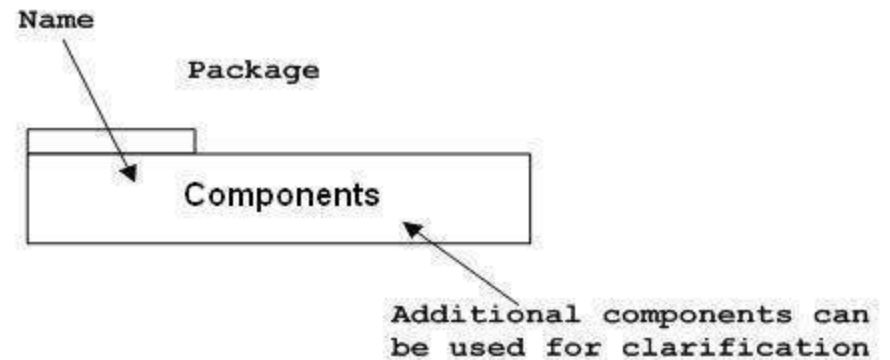 Name
Package
Components
Additional components can
be used for clarification